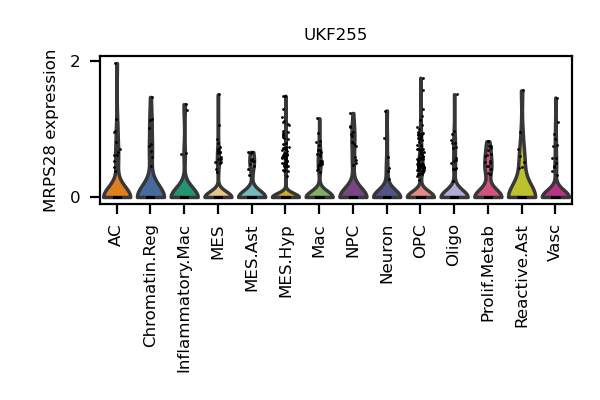 UKF255
MRPS28 expression
2
0
AC
Chromatin.Reg
Inflammatory.Mac
MES
MES.Ast
MES.Hyp
Mac
NPC
Neuron
OPC
Oligo
Prolif.Metab
Reactive.Ast
Vasc